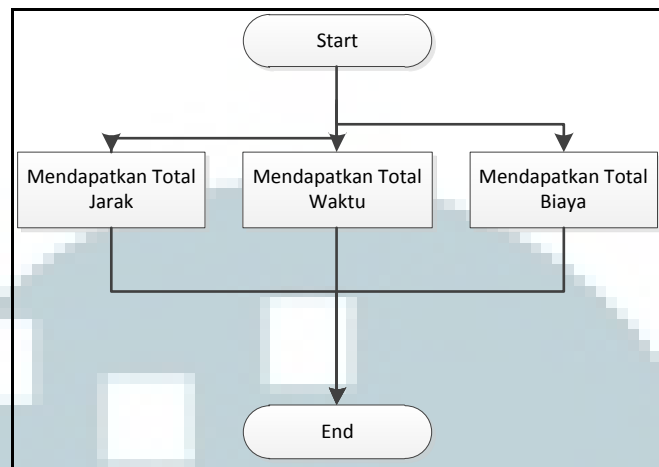 Start
Mendapatkan Total
Jarak
Mendapatkan Total
Waktu
Mendapatkan Total
Biaya
End